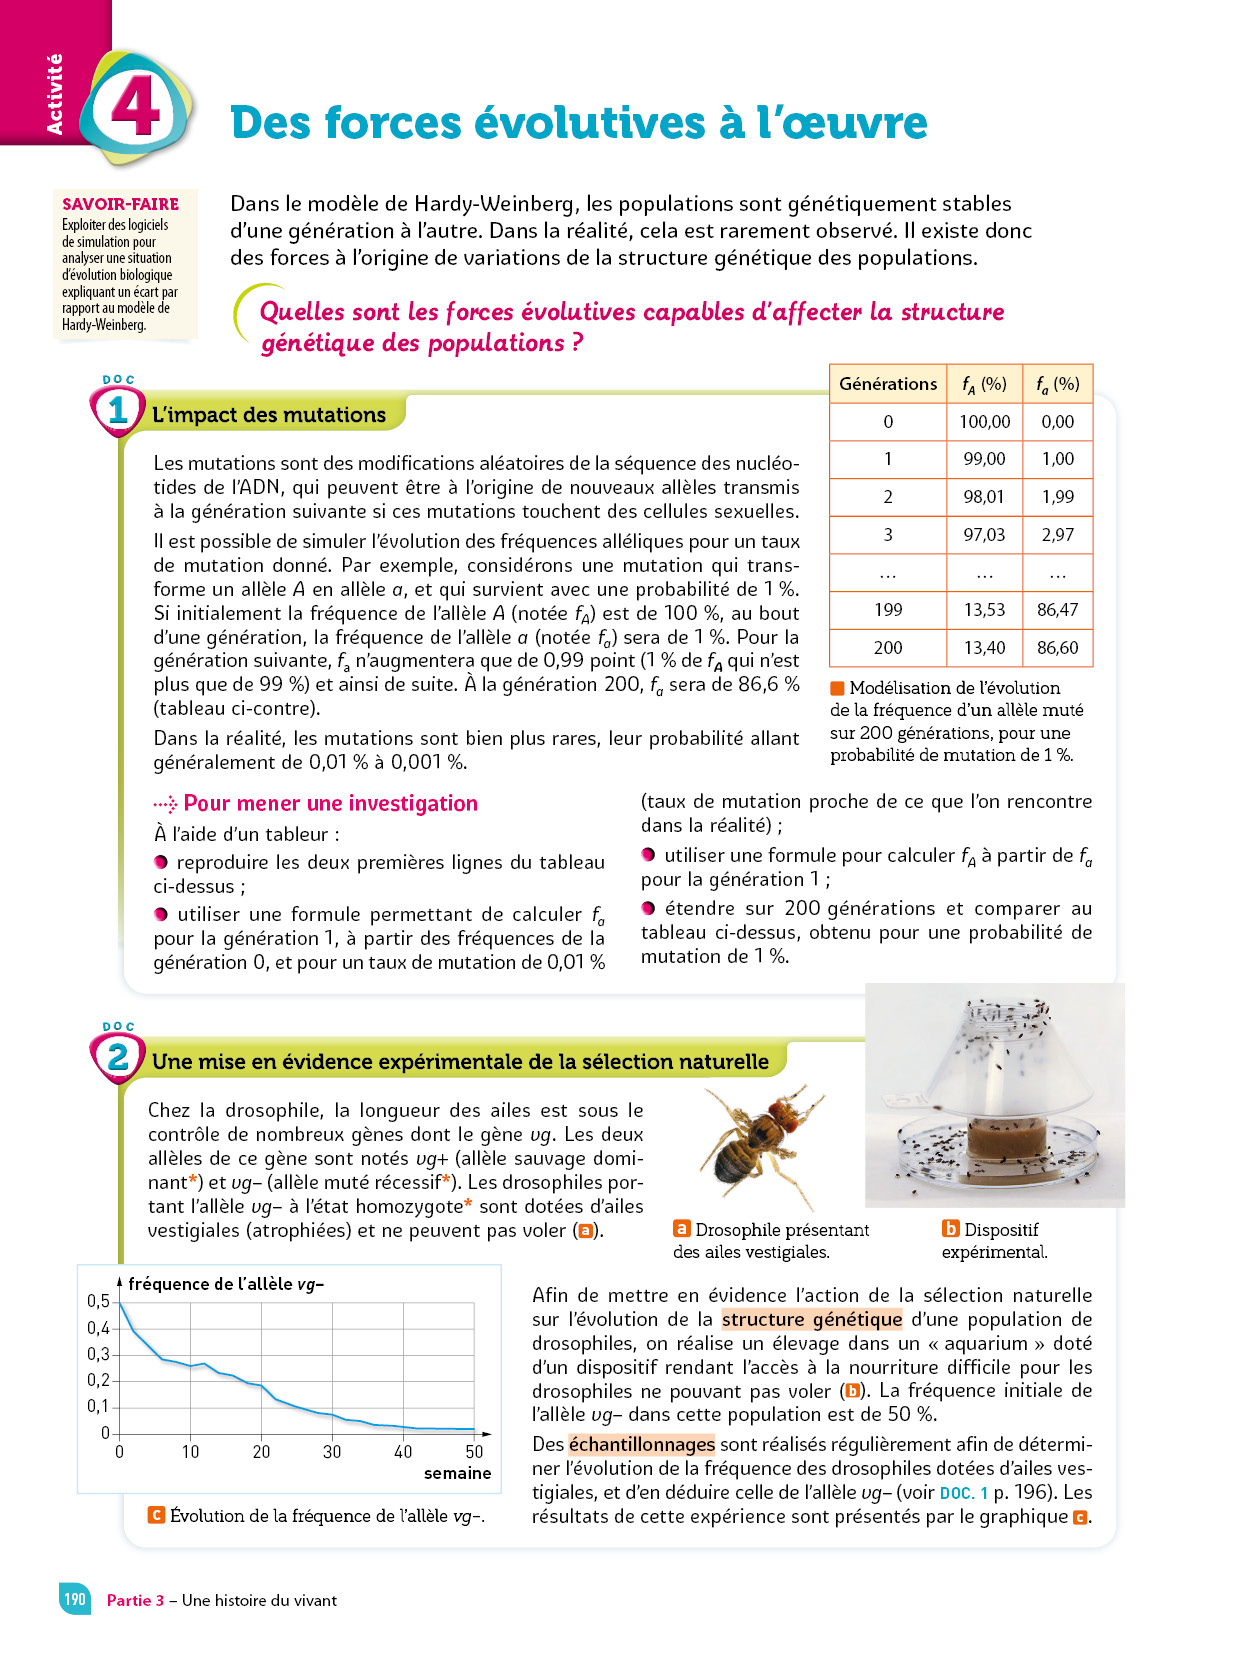 Activité
4
Des forces évolutives à l'œuvre
SAVOIR-FAIRE
Exploiter des logiciels
de simulation pour
analyser une situation
d'évolution biologique
expliquant un écart par
rapport au modèle de
Hardy-Weinberg.
Dans le modèle de Hardy-Weinberg, les populations sont génétiquement stables
d'une génération à l'autre. Dans la réalité, cela est rarement observé. Il existe donc
des forces à l'origine de variations de la structure génétique des populations.
Quelles sont les forces évolutives capables d'affecter la structure
génétique des populations ?
DOC
1
L'impact des mutations
Les mutations sont des modifications aléatoires de la séquence des nucléo-
tides de l'ADN, qui peuvent être à l'origine de nouveaux allèles transmis
à la génération suivante si ces mutations touchent des cellules sexuelles.
Il est possible de simuler l'évolution des fréquences alléliques pour un taux
de mutation donné. Par exemple, considérons une mutation qui trans-
forme un allèle A en allèle a, et qui survient avec une probabilité de 1 %.
Si initialement la fréquence de l'allèle A (notée fA) est de 100 %, au bout
d'une génération, la fréquence de l'allèle a (notée fa) sera de 1 %. Pour la
génération suivante, fa n'augmentera que de 0,99 point (1 % de fA qui n'est
plus que de 99 %) et ainsi de suite. À la génération 200, fa sera de 86,6 %
(tableau ci-contre).
Dans la réalité, les mutations sont bien plus rares, leur probabilité allant
généralement de 0,01 % à 0,001 %.
Générations fA (%) fa (%)
0 100,00 0,00
1 99,00 1,00
2 98,01 1,99
3 97,03 2,97
... ... ...
199 13,53 86,47
200 13,40 86,60
Modélisation de l'évolution
de la fréquence d'un allèle muté
sur 200 générations, pour une
probabilité de mutation de 1 %.
Pour mener une investigation
À l'aide d'un tableur :
reproduire les deux premières lignes du tableau
ci-dessus ;
utiliser une formule permettant de calculer fa
pour la génération 1, à partir des fréquences de la
génération 0, et pour un taux de mutation de 0,01 %
(taux de mutation proche de ce que l'on rencontre
dans la réalité) ;
utiliser une formule pour calculer fA à partir de fa
pour la génération 1 ;
étendre sur 200 générations et comparer au
tableau ci-dessus, obtenu pour une probabilité de
mutation de 1 %.
DOC
2
Une mise en évidence expérimentale de la sélection naturelle
Chez la drosophile, la longueur des ailes est sous le
contrôle de nombreux gènes dont le gène vg. Les deux
allèles de ce gène sont notés vg+ (allèle sauvage domi-
nant*) et vg– (allèle muté récessif*). Les drosophiles por-
tant l'allèle vg– à l'état homozygote* sont dotées d'ailes
vestigiales (atrophiées) et ne peuvent pas voler (a).
a Drosophile présentant
des ailes vestigiales.
b Dispositif
expérimental.
fréquence de l'allèle vg–
0,5
0,4
0,3
0,2
0,1
0
0 10 20 30 40 50
semaine
c Évolution de la fréquence de l'allèle vg–.
Afin de mettre en évidence l'action de la sélection naturelle
sur l'évolution de la structure génétique d'une population de
drosophiles, on réalise un élevage dans un « aquarium » doté
d'un dispositif rendant l'accès à la nourriture difficile pour les
drosophiles ne pouvant pas voler (b). La fréquence initiale de
l'allèle vg– dans cette population est de 50 %.
Des échantillonnages sont réalisés régulièrement afin de détermi-
ner l'évolution de la fréquence des drosophiles dotées d'ailes ves-
tigiales, et d'en déduire celle de l'allèle vg– (voir DOC. 1 p. 196). Les
résultats de cette expérience sont présentés par le graphique c.
190 Partie 3 – Une histoire du vivant